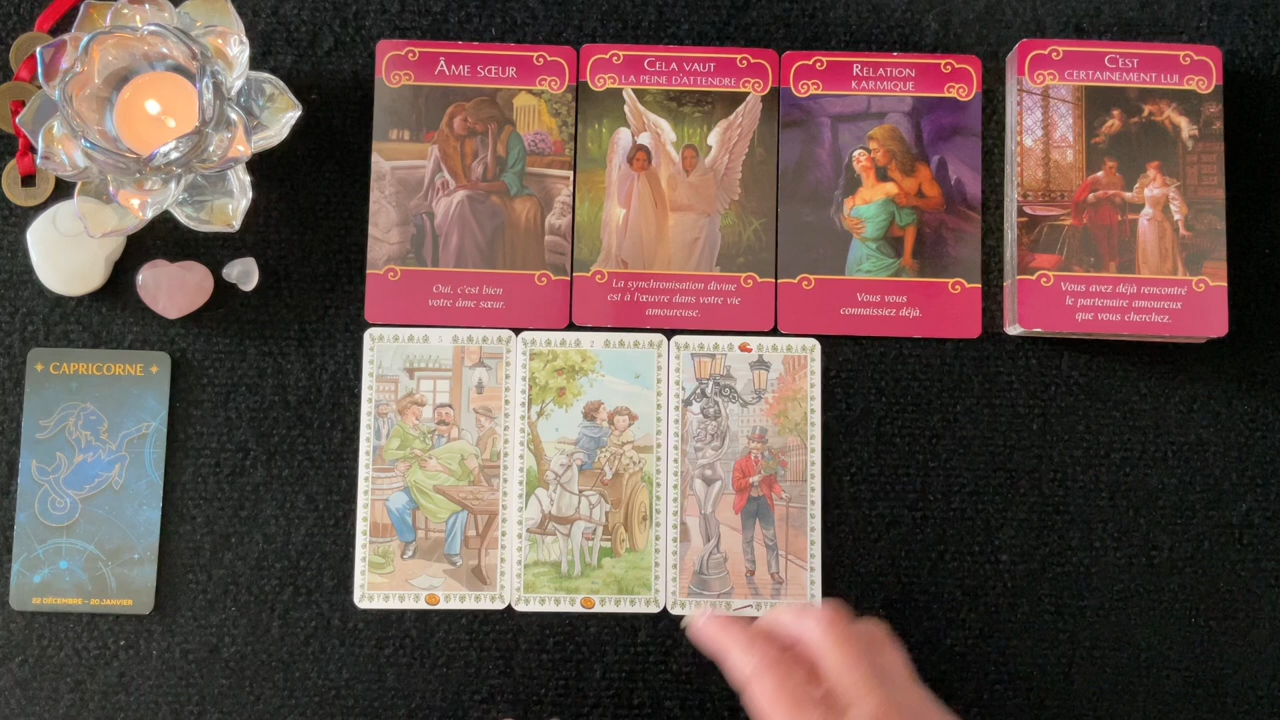 ÂME SŒUR
Oui, c'est bien
votre âme sœur.
CELA VAUT
LA PEINE D'ATTENDRE
La synchronisation divine
est à l'œuvre dans votre vie
amoureuse.
RELATION
KARMIQUE
Vous vous
connaissiez déjà.
C'EST
CERTAINEMENT LUI
Vous avez déjà rencontré
le partenaire amoureux
que vous cherchez.
CAPRICORNE
22 DÉCEMBRE – 20 JANVIER
5
2